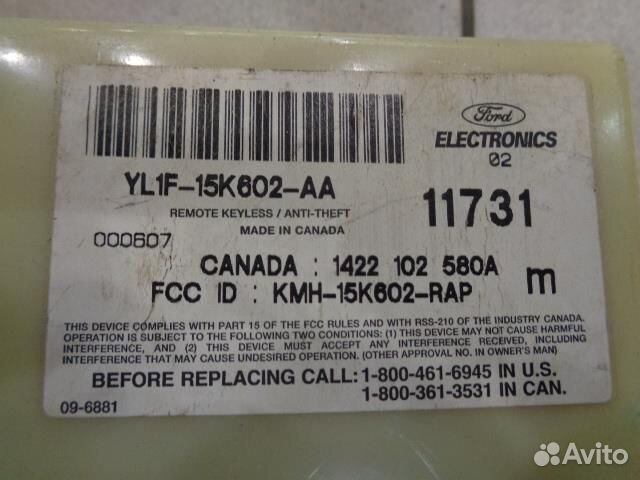 Ford
ELECTRONICS
02
YL1F-15K602-AA
11731
REMOTE KEYLESS / ANTI-THEFT
MADE IN CANADA
000607
CANADA : 1422 102 580A
m
FCC ID : KMH-15K602-RAP
THIS DEVICE COMPLIES WITH PART 15 OF THE FCC RULES AND WITH RSS-210 OF THE INDUSTRY CANADA.
OPERATION IS SUBJECT TO THE FOLLOWING TWO CONDITIONS: (1) THIS DEVICE MAY NOT CAUSE HARMFUL
INTERFERENCE, AND (2) THIS DEVICE MUST ACCEPT ANY INTERFERENCE RECEIVED, INCLUDING
INTERFERENCE THAT MAY CAUSE UNDESIRED OPERATION. (OTHER APPROVAL NO. IN OWNER'S MAN)
BEFORE REPLACING CALL: 1-800-461-6945 IN U.S.
1-800-361-3531 IN CAN.
09-6881
Avito